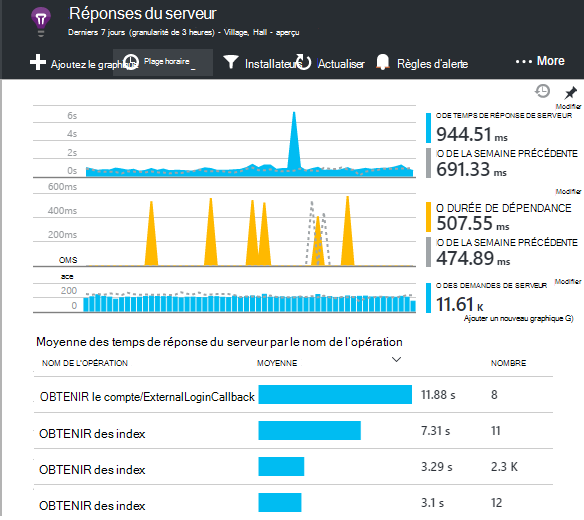 Réponses du serveur
Derniers 7 jours (granularité de 3 heures) - Village, Hall - aperçu
Ajoutez le graphique Plage horaire _ Installateurs Actualiser Règles d'alerte ••• More
Modifier
6s
4s
2s
0s
O DE TEMPS DE RÉPONSE DE SERVEUR
944.51 ms
O DE LA SEMAINE PRÉCÉDENTE
691.33 ms
Modifier
600ms
400ms
200ms
OMS
O DURÉE DE DÉPENDANCE
507.55 ms
O DE LA SEMAINE PRÉCÉDENTE
474.89 ms
ace
200
0
Modifier
O DES DEMANDES DE SERVEUR
11.61 K
Ajouter un nouveau graphique G)
Moyenne des temps de réponse du serveur par le nom de l'opération
NOM DE L'OPÉRATION MOYENNE NOMBRE
OBTENIR le compte/ExternalLoginCallback 11.88 s 8
OBTENIR des index 7.31 s 11
OBTENIR des index 3.29 s 2.3 K
OBTENIR des index 3.1 s 12